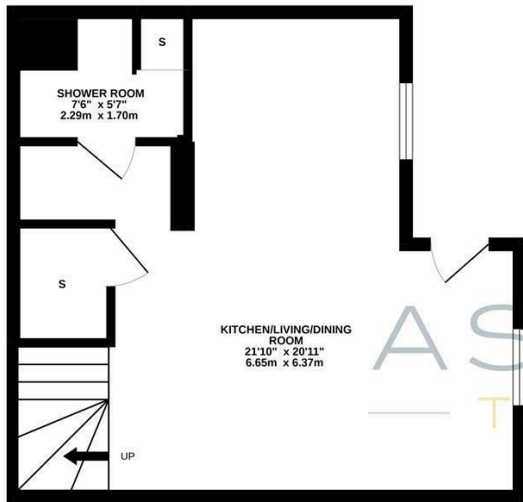 S
SHOWER ROOM
7'6" x 5'7"
2.29m x 1.70m
S
KITCHEN/LIVING/DINING
ROOM
21'10" x 20'11"
6.65m x 6.37m
AS
T
UP